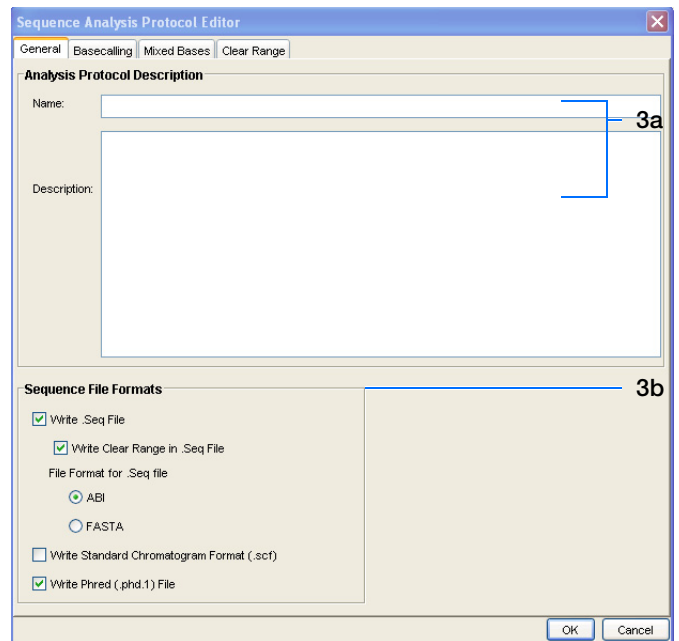 Sequence Analysis Protocol Editor
General Basecalling Mixed Bases Clear Range
Analysis Protocol Description
Name:
3a
Description:
Sequence File Formats
3b
Write .Seq File
Write Clear Range in .Seq File
File Format for .Seq file
ABI
FASTA
Write Standard Chromatogram Format (.scf)
Write Phred (.phd.1) File
OK Cancel